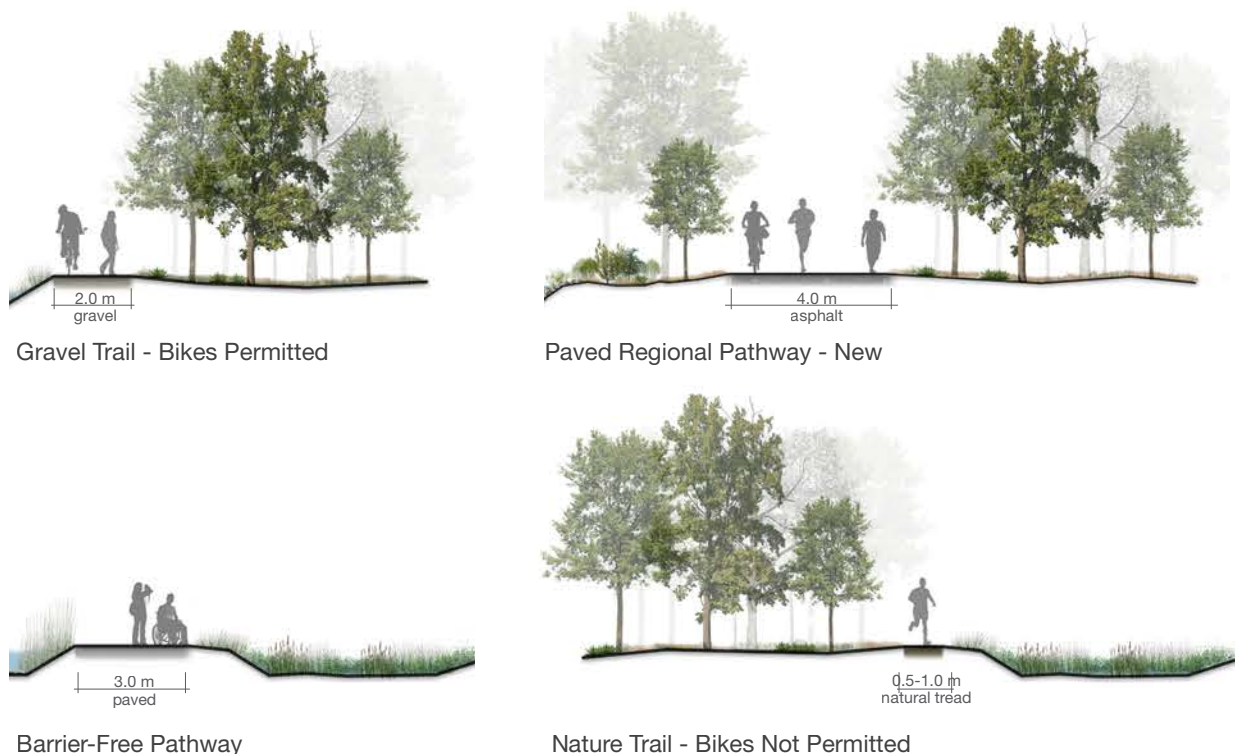 2.0 m
gravel
Gravel Trail - Bikes Permitted
4.0 m
asphalt
Paved Regional Pathway - New
3.0 m
paved
Barrier-Free Pathway
0.5-1.0 m
natural tread
Nature Trail - Bikes Not Permitted